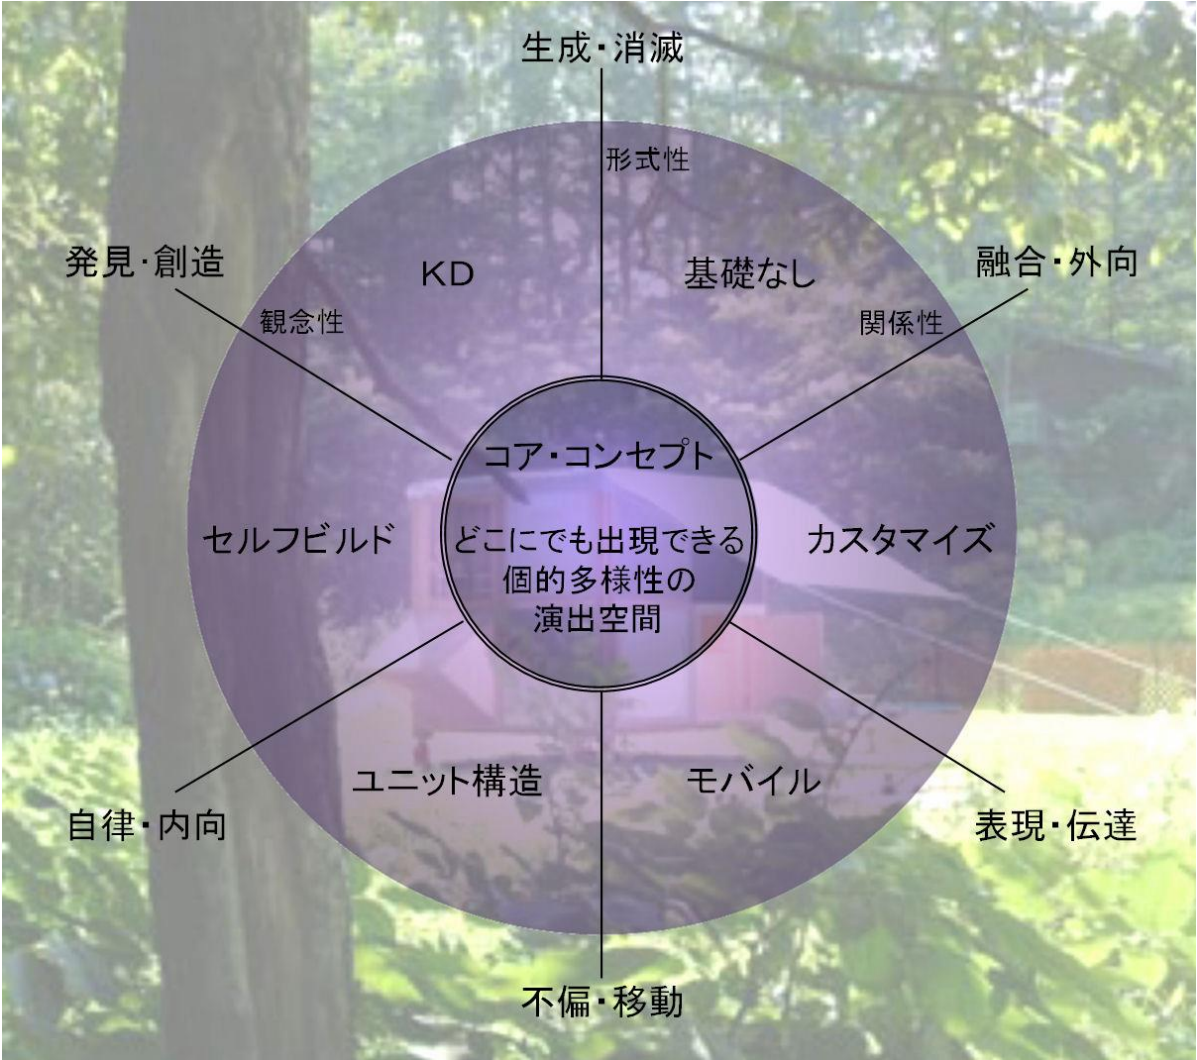 生成・消滅
形式性
発見・創造
KD
基礎なし
融合・外向
観念性
関係性
コア・コンセプト
セルフビルド
どこにでも出現できる
個的多様性の
演出空間
カスタマイズ
ユニット構造
モバイル
自律・内向
表現・伝達
不偏・移動